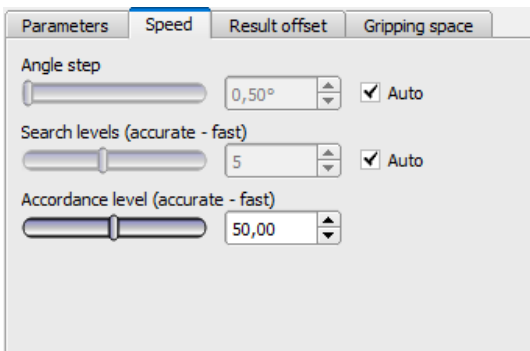 Parameters Speed Result offset Gripping space
Angle step
0,50° Auto
Search levels (accurate - fast)
5 Auto
Accordance level (accurate - fast)
50,00